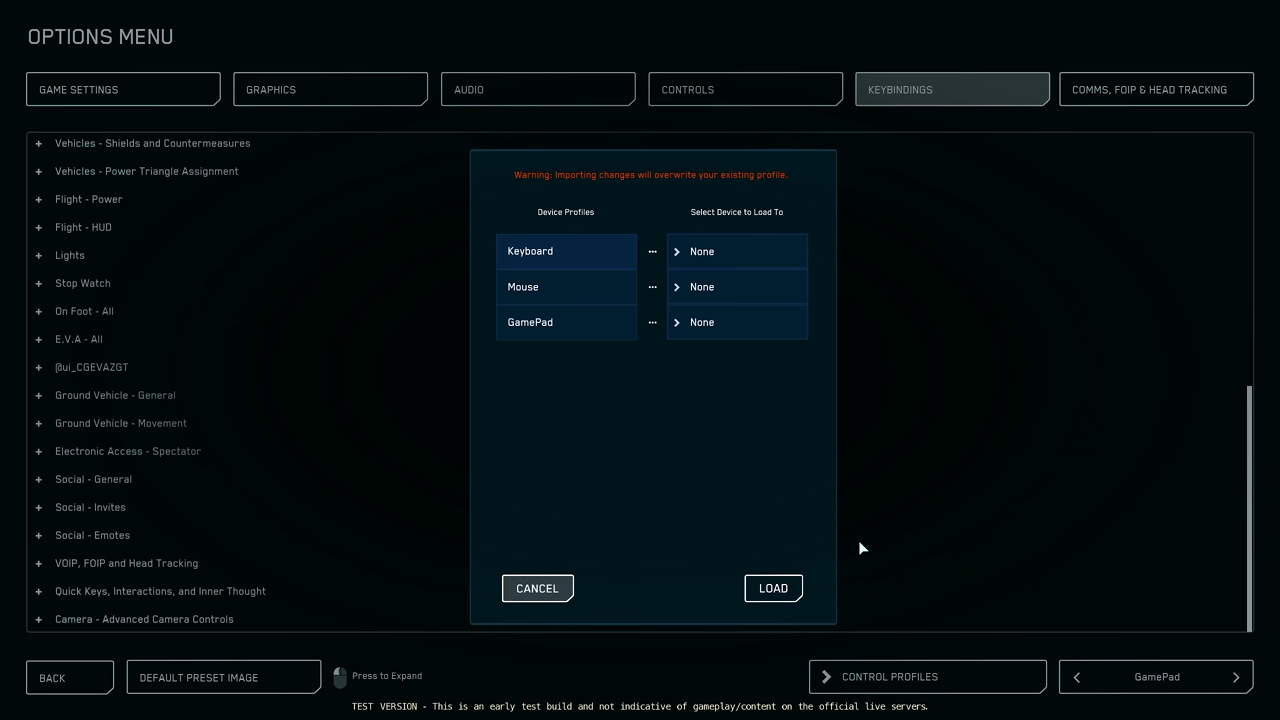 OPTIONS MENU
GAME SETTINGS
GRAPHICS
AUDIO
CONTROLS
KEYBINDINGS
COMMS, FOIP & HEAD TRACKING
+ Vehicles - Shields and Countermeasures
+ Vehicles - Power Triangle Assignment
+ Flight - Power
+ Flight - HUD
+ Lights
+ Stop Watch
+ On Foot - All
+ E.V.A - All
+ @ui_CGEVAZGT
+ Ground Vehicle - General
+ Ground Vehicle - Movement
+ Electronic Access - Spectator
+ Social - General
+ Social - Invites
+ Social - Emotes
+ VOIP, FOIP and Head Tracking
+ Quick Keys, Interactions, and Inner Thought
+ Camera - Advanced Camera Controls
Warning: Importing changes will overwrite your existing profile.
Device Profiles
Select Device to Load To
Keyboard ... None
Mouse ... None
GamePad ... None
CANCEL
LOAD
BACK
DEFAULT PRESET IMAGE
Press to Expand
CONTROL PROFILES
GamePad
TEST VERSION - This is an early test build and not indicative of gameplay/content on the official live servers.